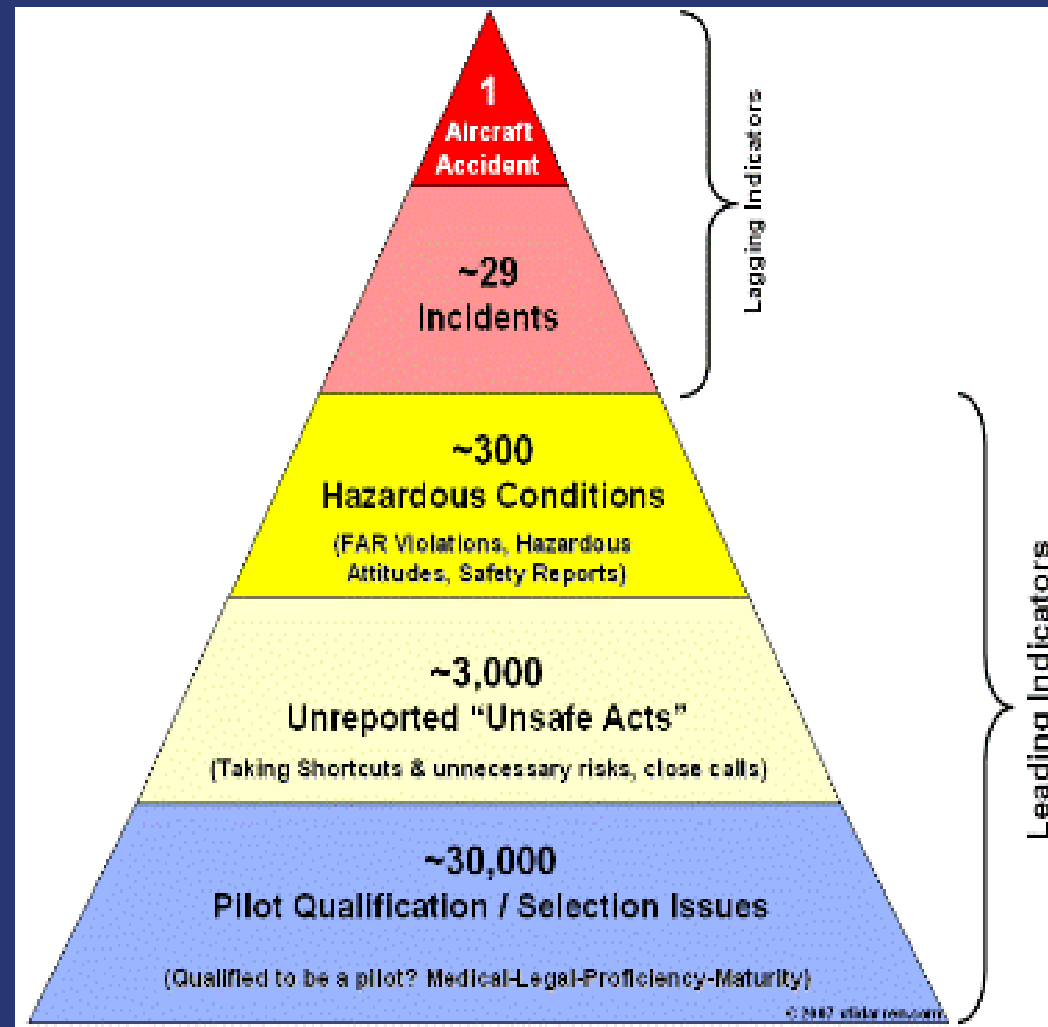 1
Aircraft
Accident
~29
Incidents
Lagging Indicators
~300
Hazardous Conditions
(FAR Violations, Hazardous
Attitudes, Safety Reports)
~3,000
Unreported “Unsafe Acts”
(Taking Shortcuts & unnecessary risks, close calls)
~30,000
Pilot Qualification / Selection Issues
(Qualified to be a pilot? Medical-Legal-Proficiency-Maturity)
Leading Indicators
© 2007